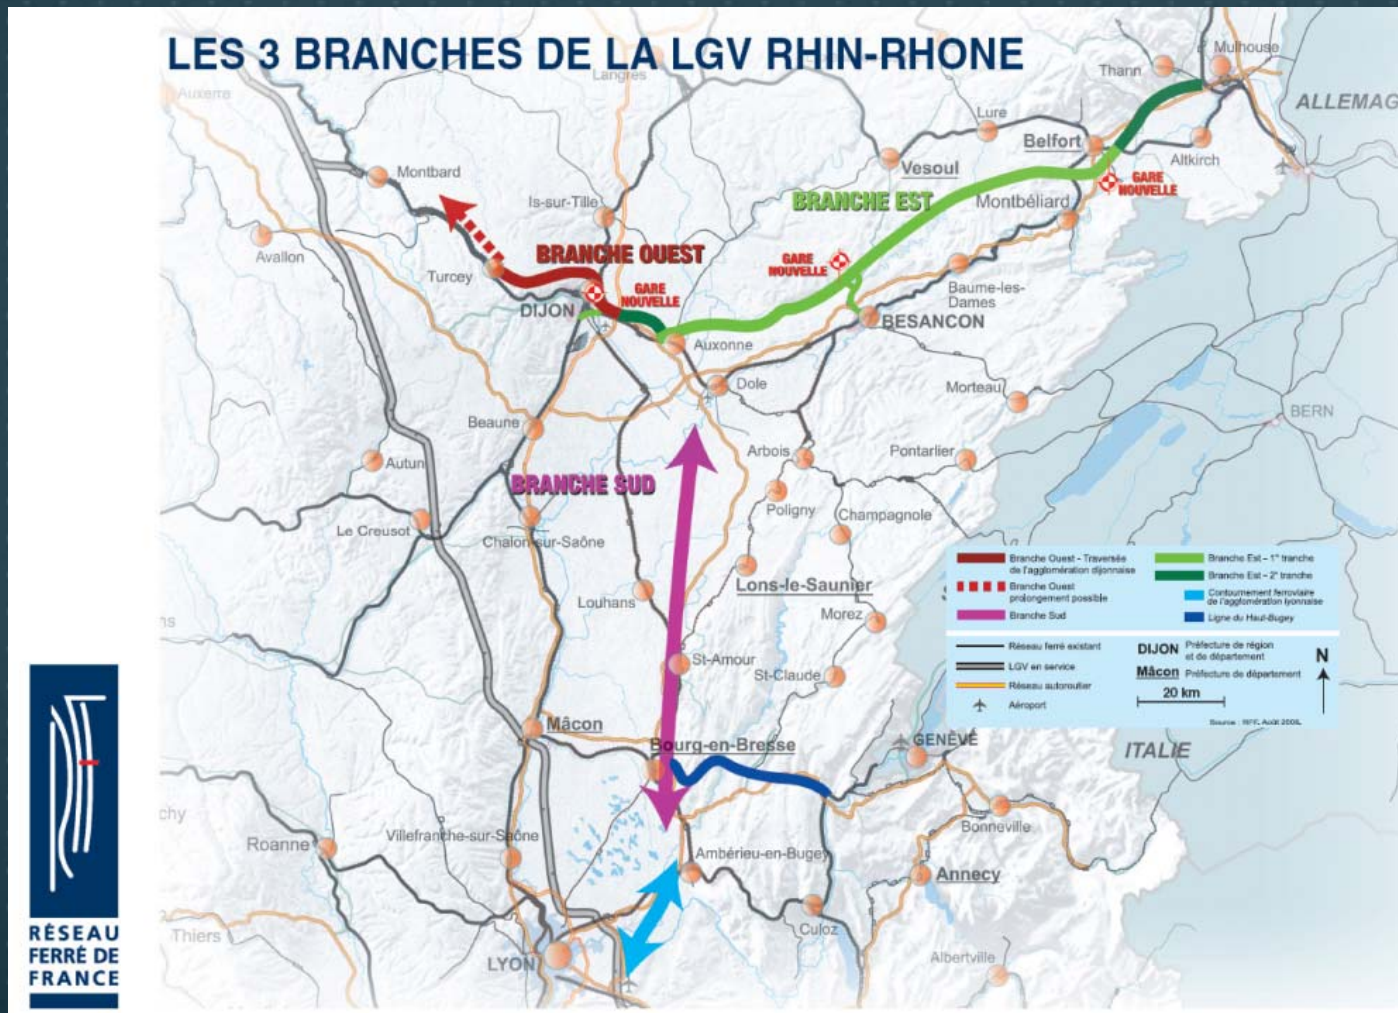 LES 3 BRANCHES DE LA LGV RHIN-RHONE
Langres
Auxerre
Thann
Mulhouse
ALLEMAG
Lure
Belfort
Vesoul
Altkirch
Montbard
GARE
NOUVELLE
BRANCHE EST
Montbéliard
Is-sur-Tille
Avallon
BRANCHE OUEST
GARE
NOUVELLE
Turcey
GARE
NOUVELLE
Baume-les-
Dames
DIJON
BESANCON
Auxonne
Dole
Morteau
BERN
Beaune
Arbois
Pontarlier
Autun
BRANCHE SUD
Poligny
Champagnole
Le Creusot
Chalon-sur-Saône
Lons-le-Saunier
Louhans
Morez
St-Amour
St-Claude
Mâcon
Bourg-en-Bresse
GENÈVE
ITALIE
Villefranche-sur-Saône
Roanne
Bonneville
Ambérieu-en-Bugey
Annecy
Culoz
Thiers
LYON
Albertville
Branche Ouest - Traversée
de l'agglomération dijonnaise
Branche Ouest
prolongement possible
Branche Sud
Branche Est – 1° tranche
Branche Est – 2° tranche
Contournement ferroviaire
de l'agglomération lyonnaise
Ligne du Haut-Bugey
Réseau ferré existant
LGV en service
Réseau autoroutier
Aéroport
DIJON Préfecture de région
et de département
Mâcon Préfecture de département
20 km
N
RÉSEAU
FERRÉ DE
FRANCE